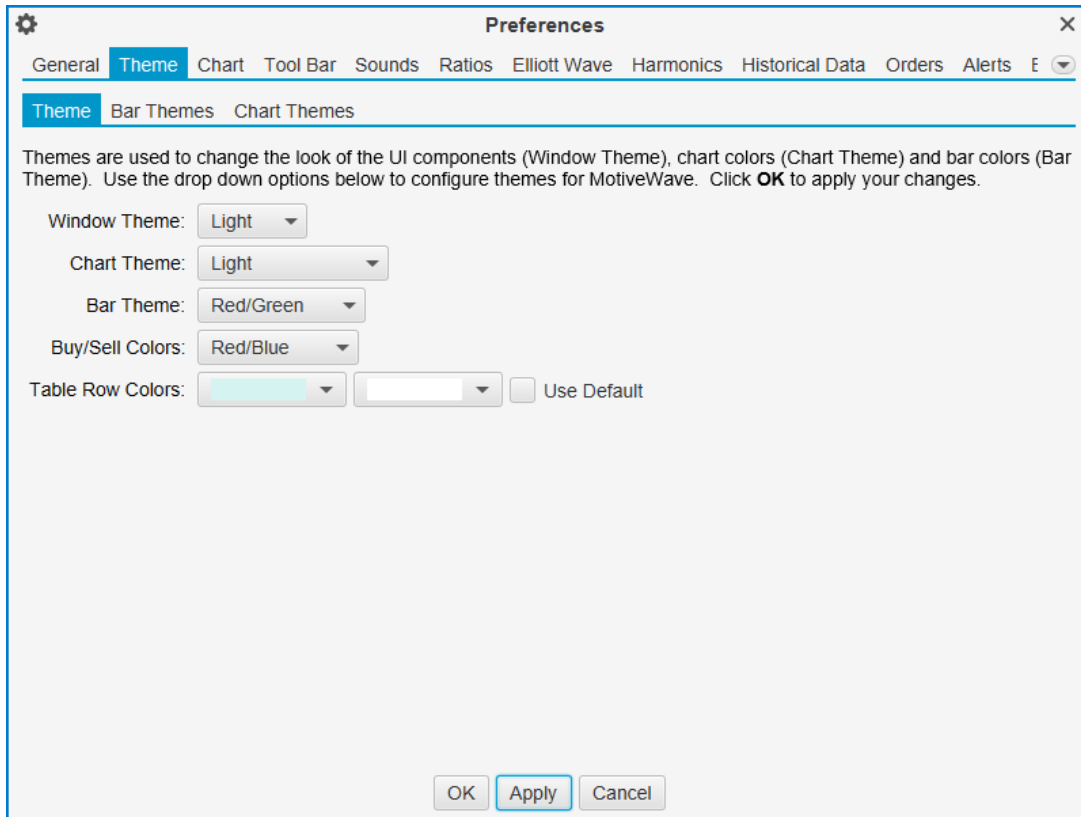 Preferences
General Theme Chart Tool Bar Sounds Ratios Elliott Wave Harmonics Historical Data Orders Alerts
Theme Bar Themes Chart Themes
Themes are used to change the look of the UI components (Window Theme), chart colors (Chart Theme) and bar colors (Bar
Theme). Use the drop down options below to configure themes for MotiveWave. Click OK to apply your changes.
Window Theme: Light
Chart Theme: Light
Bar Theme: Red/Green
Buy/Sell Colors: Red/Blue
Table Row Colors: Use Default
OK Apply Cancel